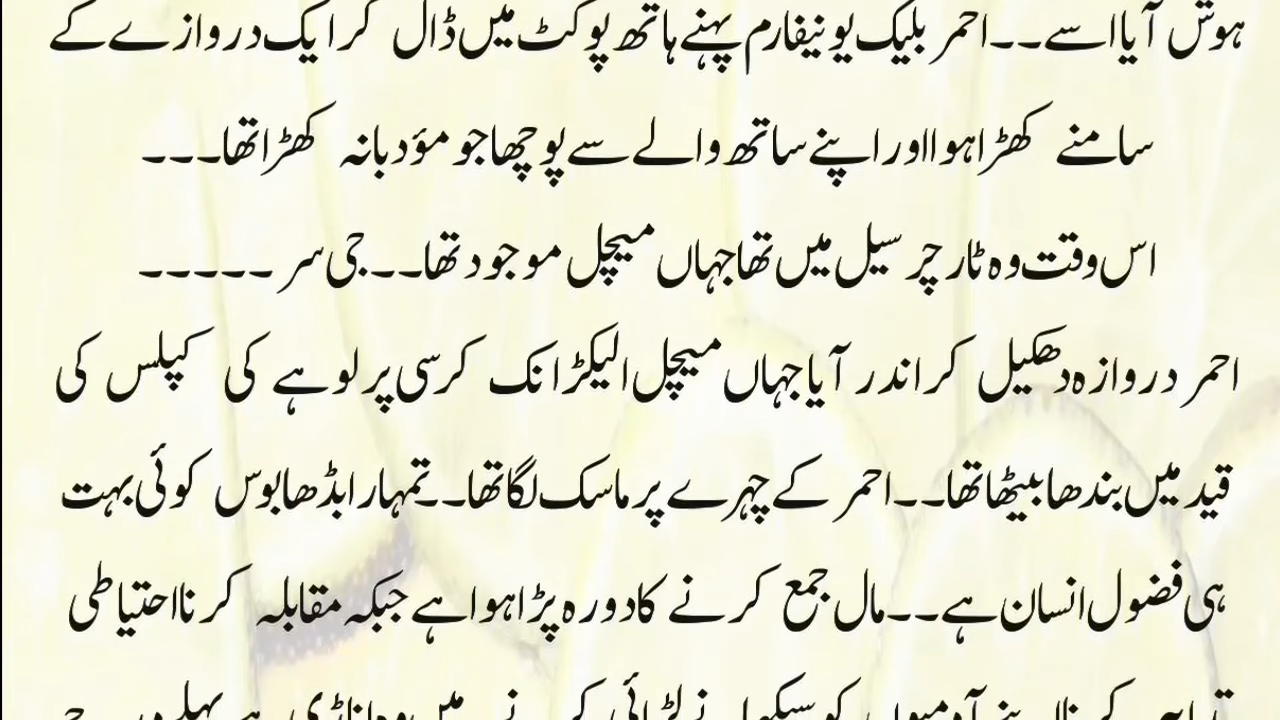 ہوش آیا اسے۔۔احمر بلیک یونیفارم پہنے ہاتھ پوکٹ میں ڈال کر ایک دروازے کے
سامنے کھڑا ہوا اور اپنے ساتھ والے سے پوچھا جو مؤدبانہ کھڑا تھا۔۔۔
اس وقت وہ ٹارچر سیل میں تھا جہاں میچل موجود تھا۔۔جی سر ۔۔۔۔۔
احمر دروازہ دھکیل کر اندر آیا جہاں میچل الیکڑانک کرسی پر لوہے کی کپلس کی
قید میں بندھا بیٹھا تھا۔۔احمر کے چہرے پر ماسک لگا تھا۔۔تمہارا بڈھا بوس کوئی بہت
ہی فضول انسان ہے۔۔مال جمع کرنے کا دورہ پڑا ہوا ہے جبکہ مقابلہ کرنا احتیاطی